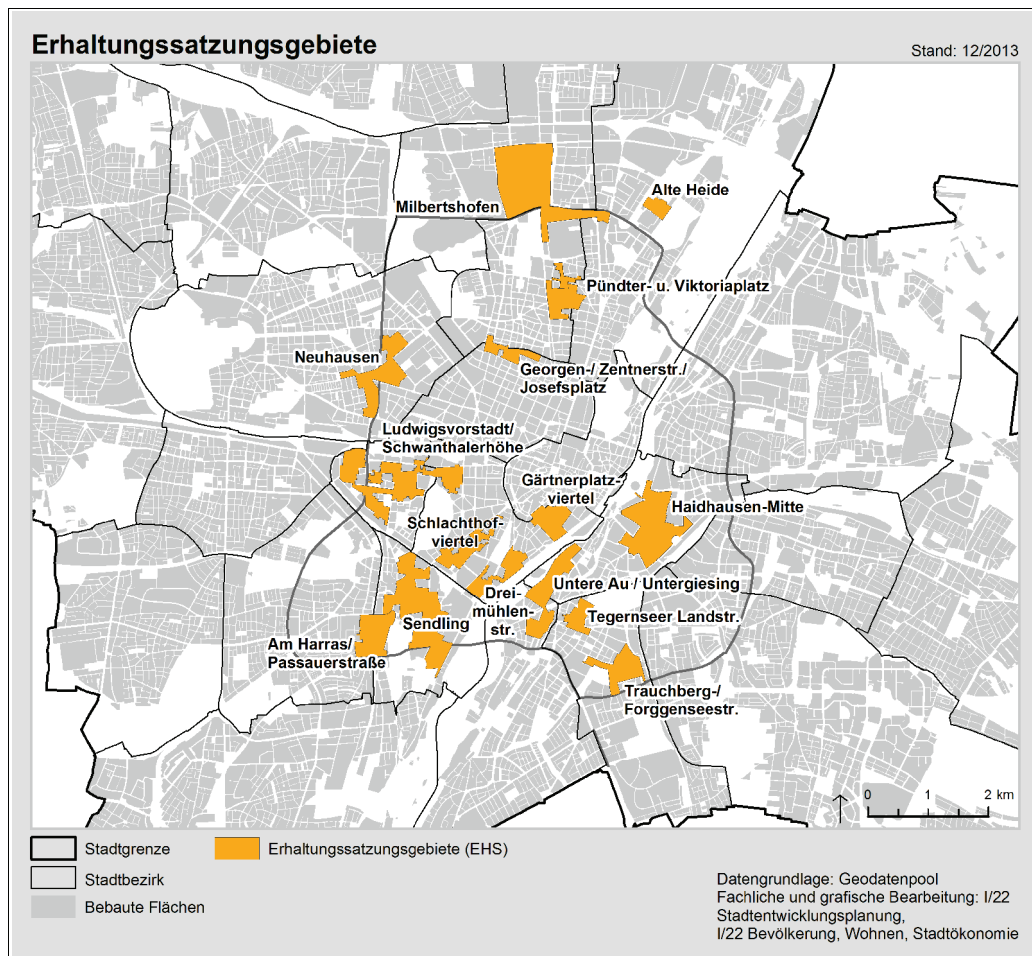 Erhaltungssatzungsgebiete
Stand: 12/2013
Alte Heide
Milbertshofen
Pündter- u. Viktoriaplatz
Neuhausen
Georgen-/ Zentnerstr./
Josefsplatz
Ludwigsvorstadt/
Schwanthalerhöhe
Gärtnerplatz-
viertel
Haidhausen-Mitte
Schlachthof-
viertel
Untere Au / Untergiesing
Drei-
mühlen-
str.
Tegernseer Landstr.
Sendling
Am Harras/
Passauerstraße
Trauchberg-/
Forggenseestr.
0 1 2 km
Stadtgrenze
Erhaltungssatzungsgebiete (EHS)
Stadtbezirk
Bebaute Flächen
Datengrundlage: Geodatenpool
Fachliche und grafische Bearbeitung: I/22
Stadtentwicklungsplanung,
I/22 Bevölkerung, Wohnen, Stadtökonomie